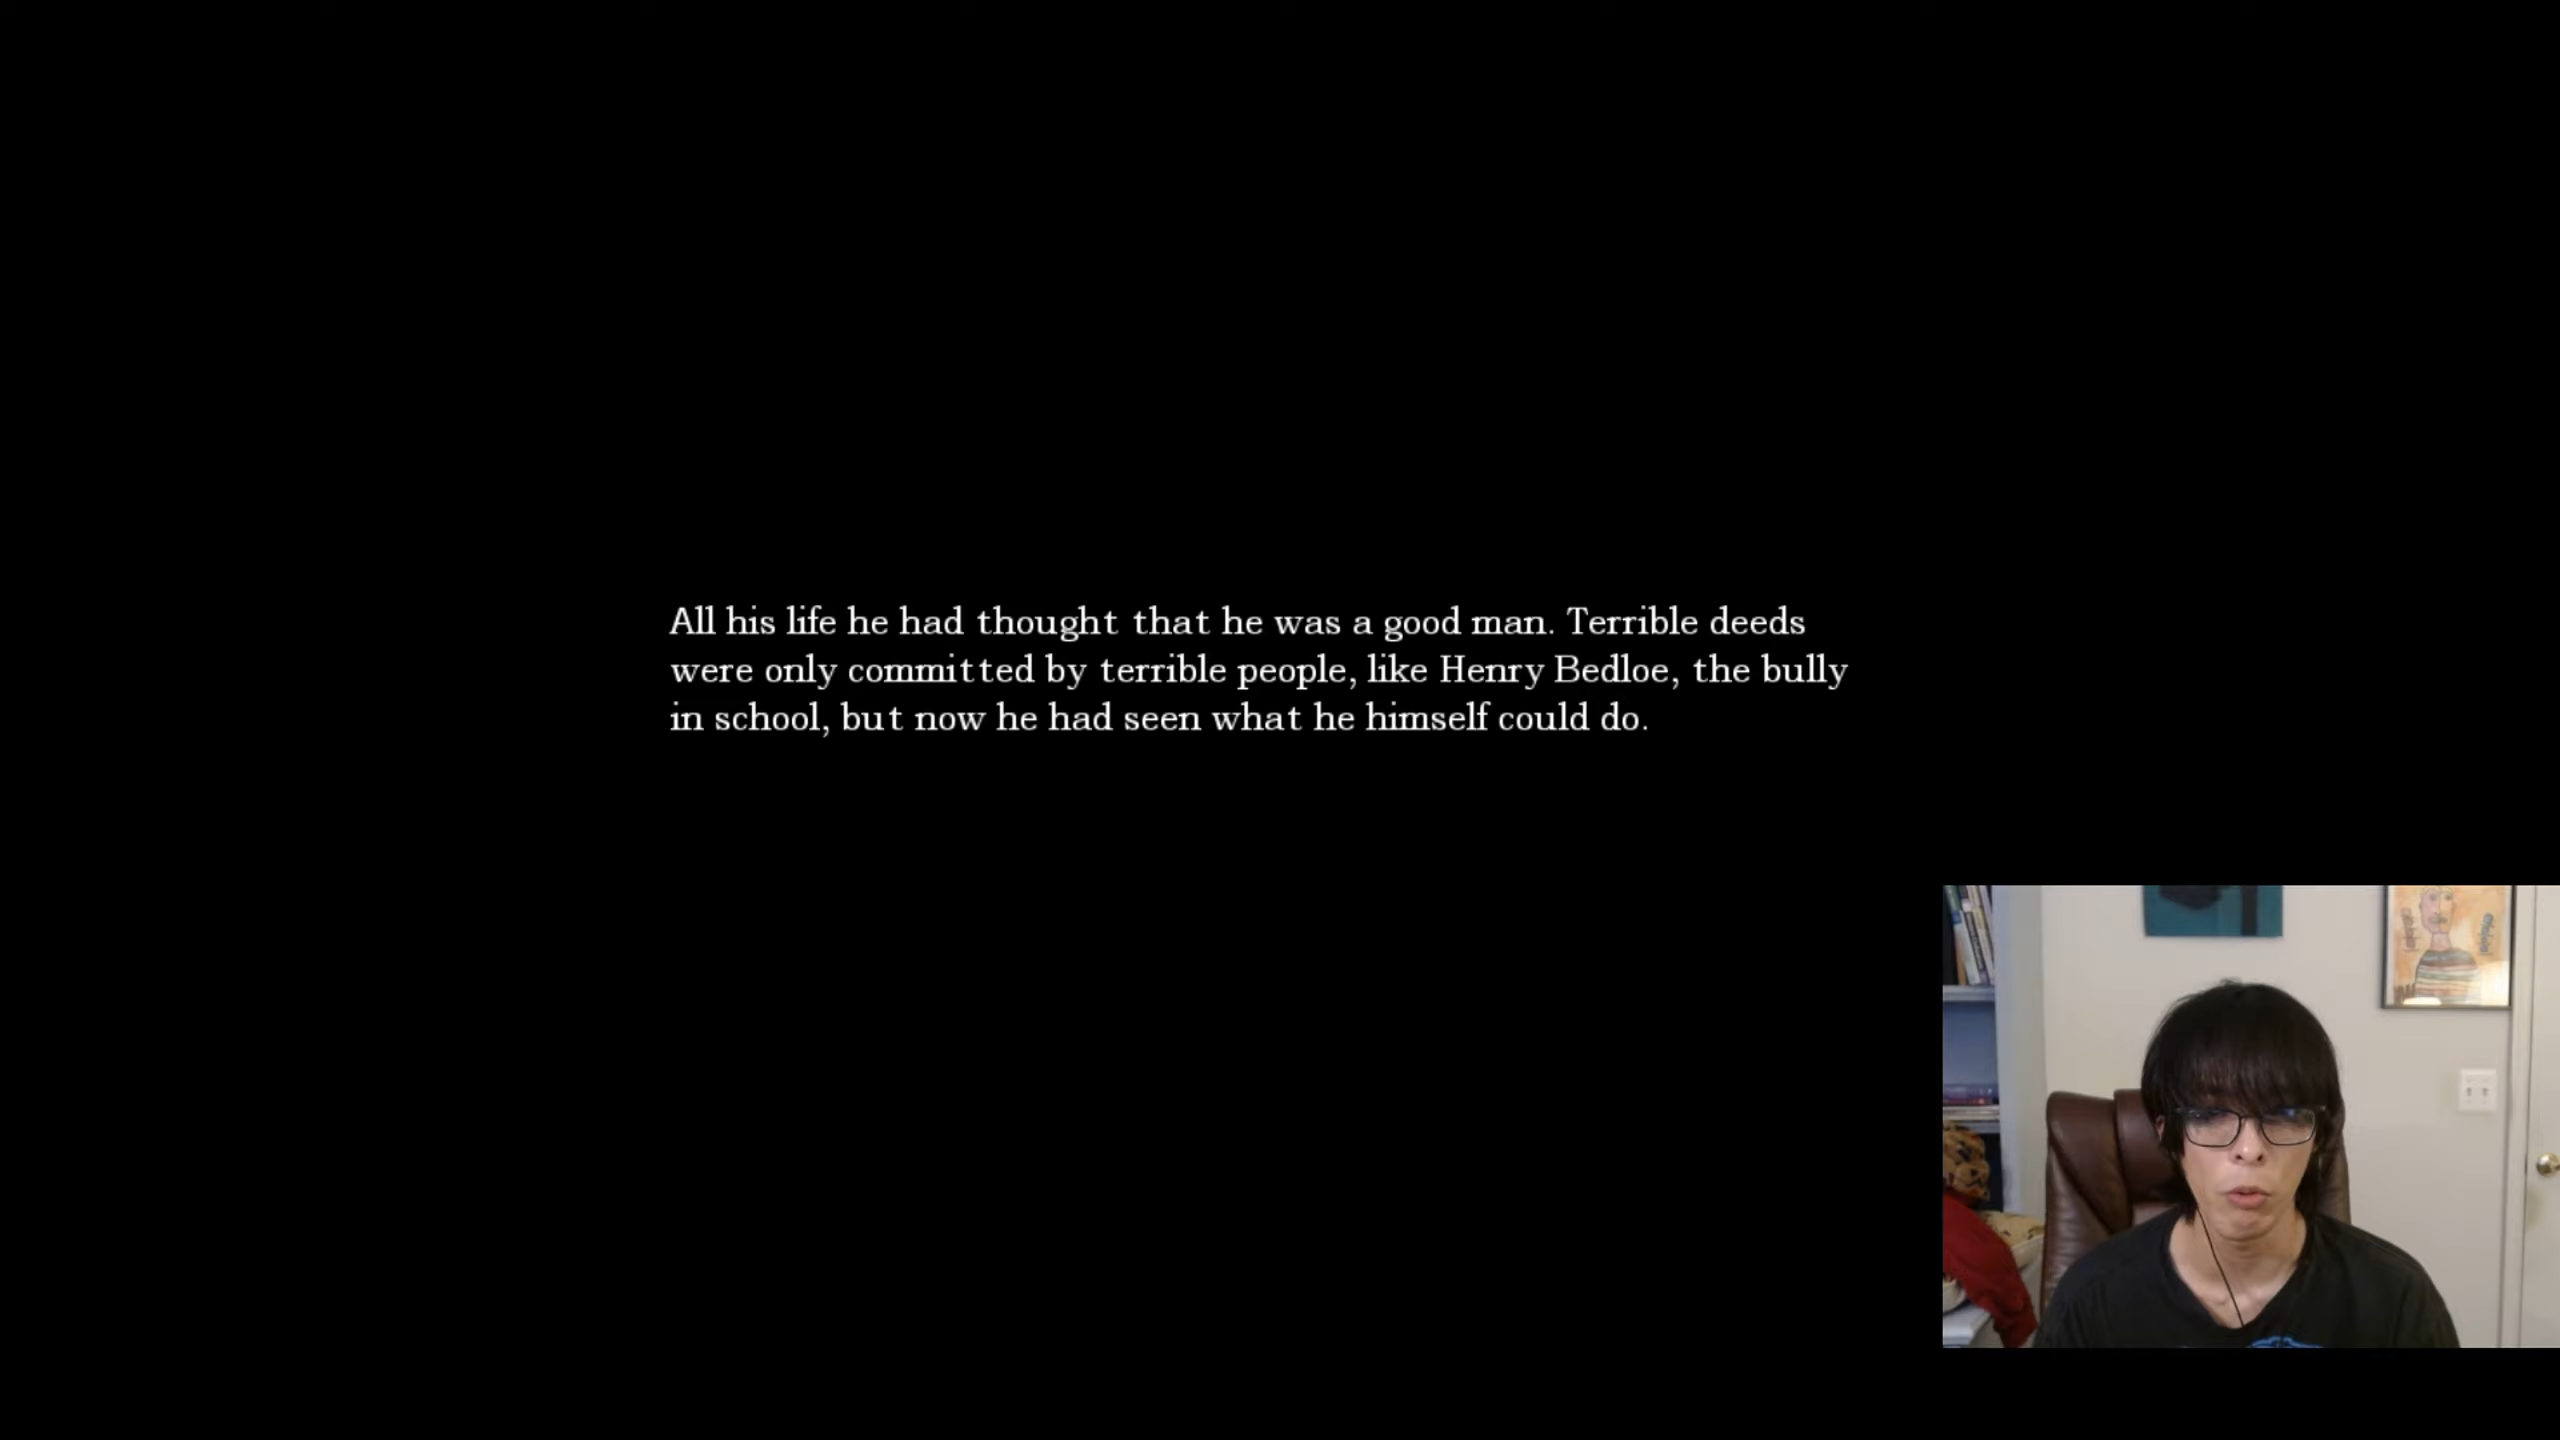 All his life he had thought that he was a good man. Terrible deeds
were only committed by terrible people, like Henry Bedloe, the bully
in school, but now he had seen what he himself could do.